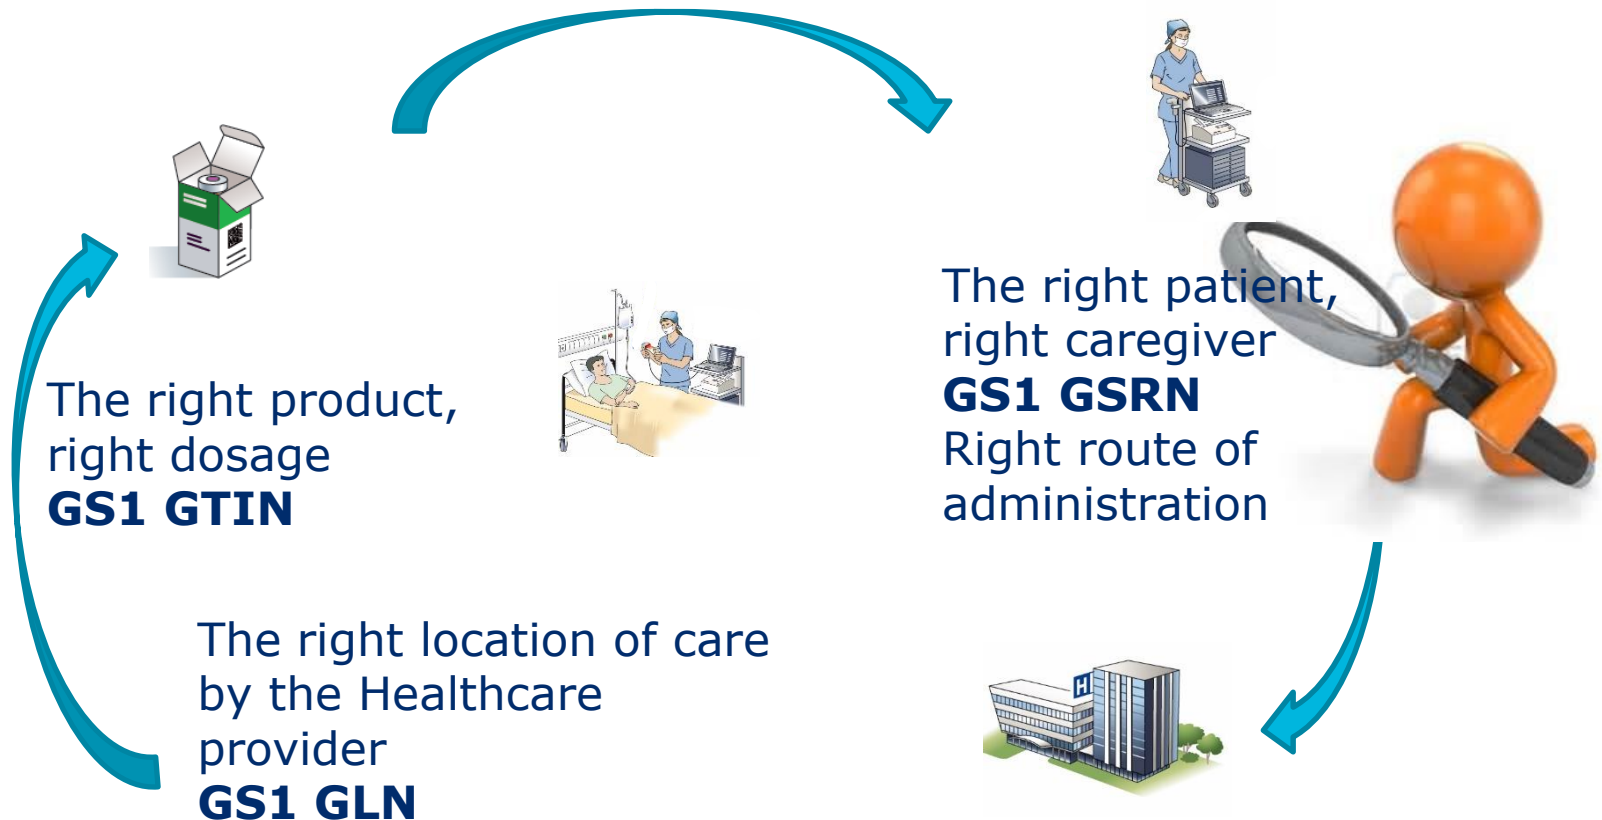 The right product,
right dosage
GS1 GTIN
The right patient,
right caregiver
GS1 GSRN
Right route of
administration
H
The right location of care
by the Healthcare
provider
GS1 GLN